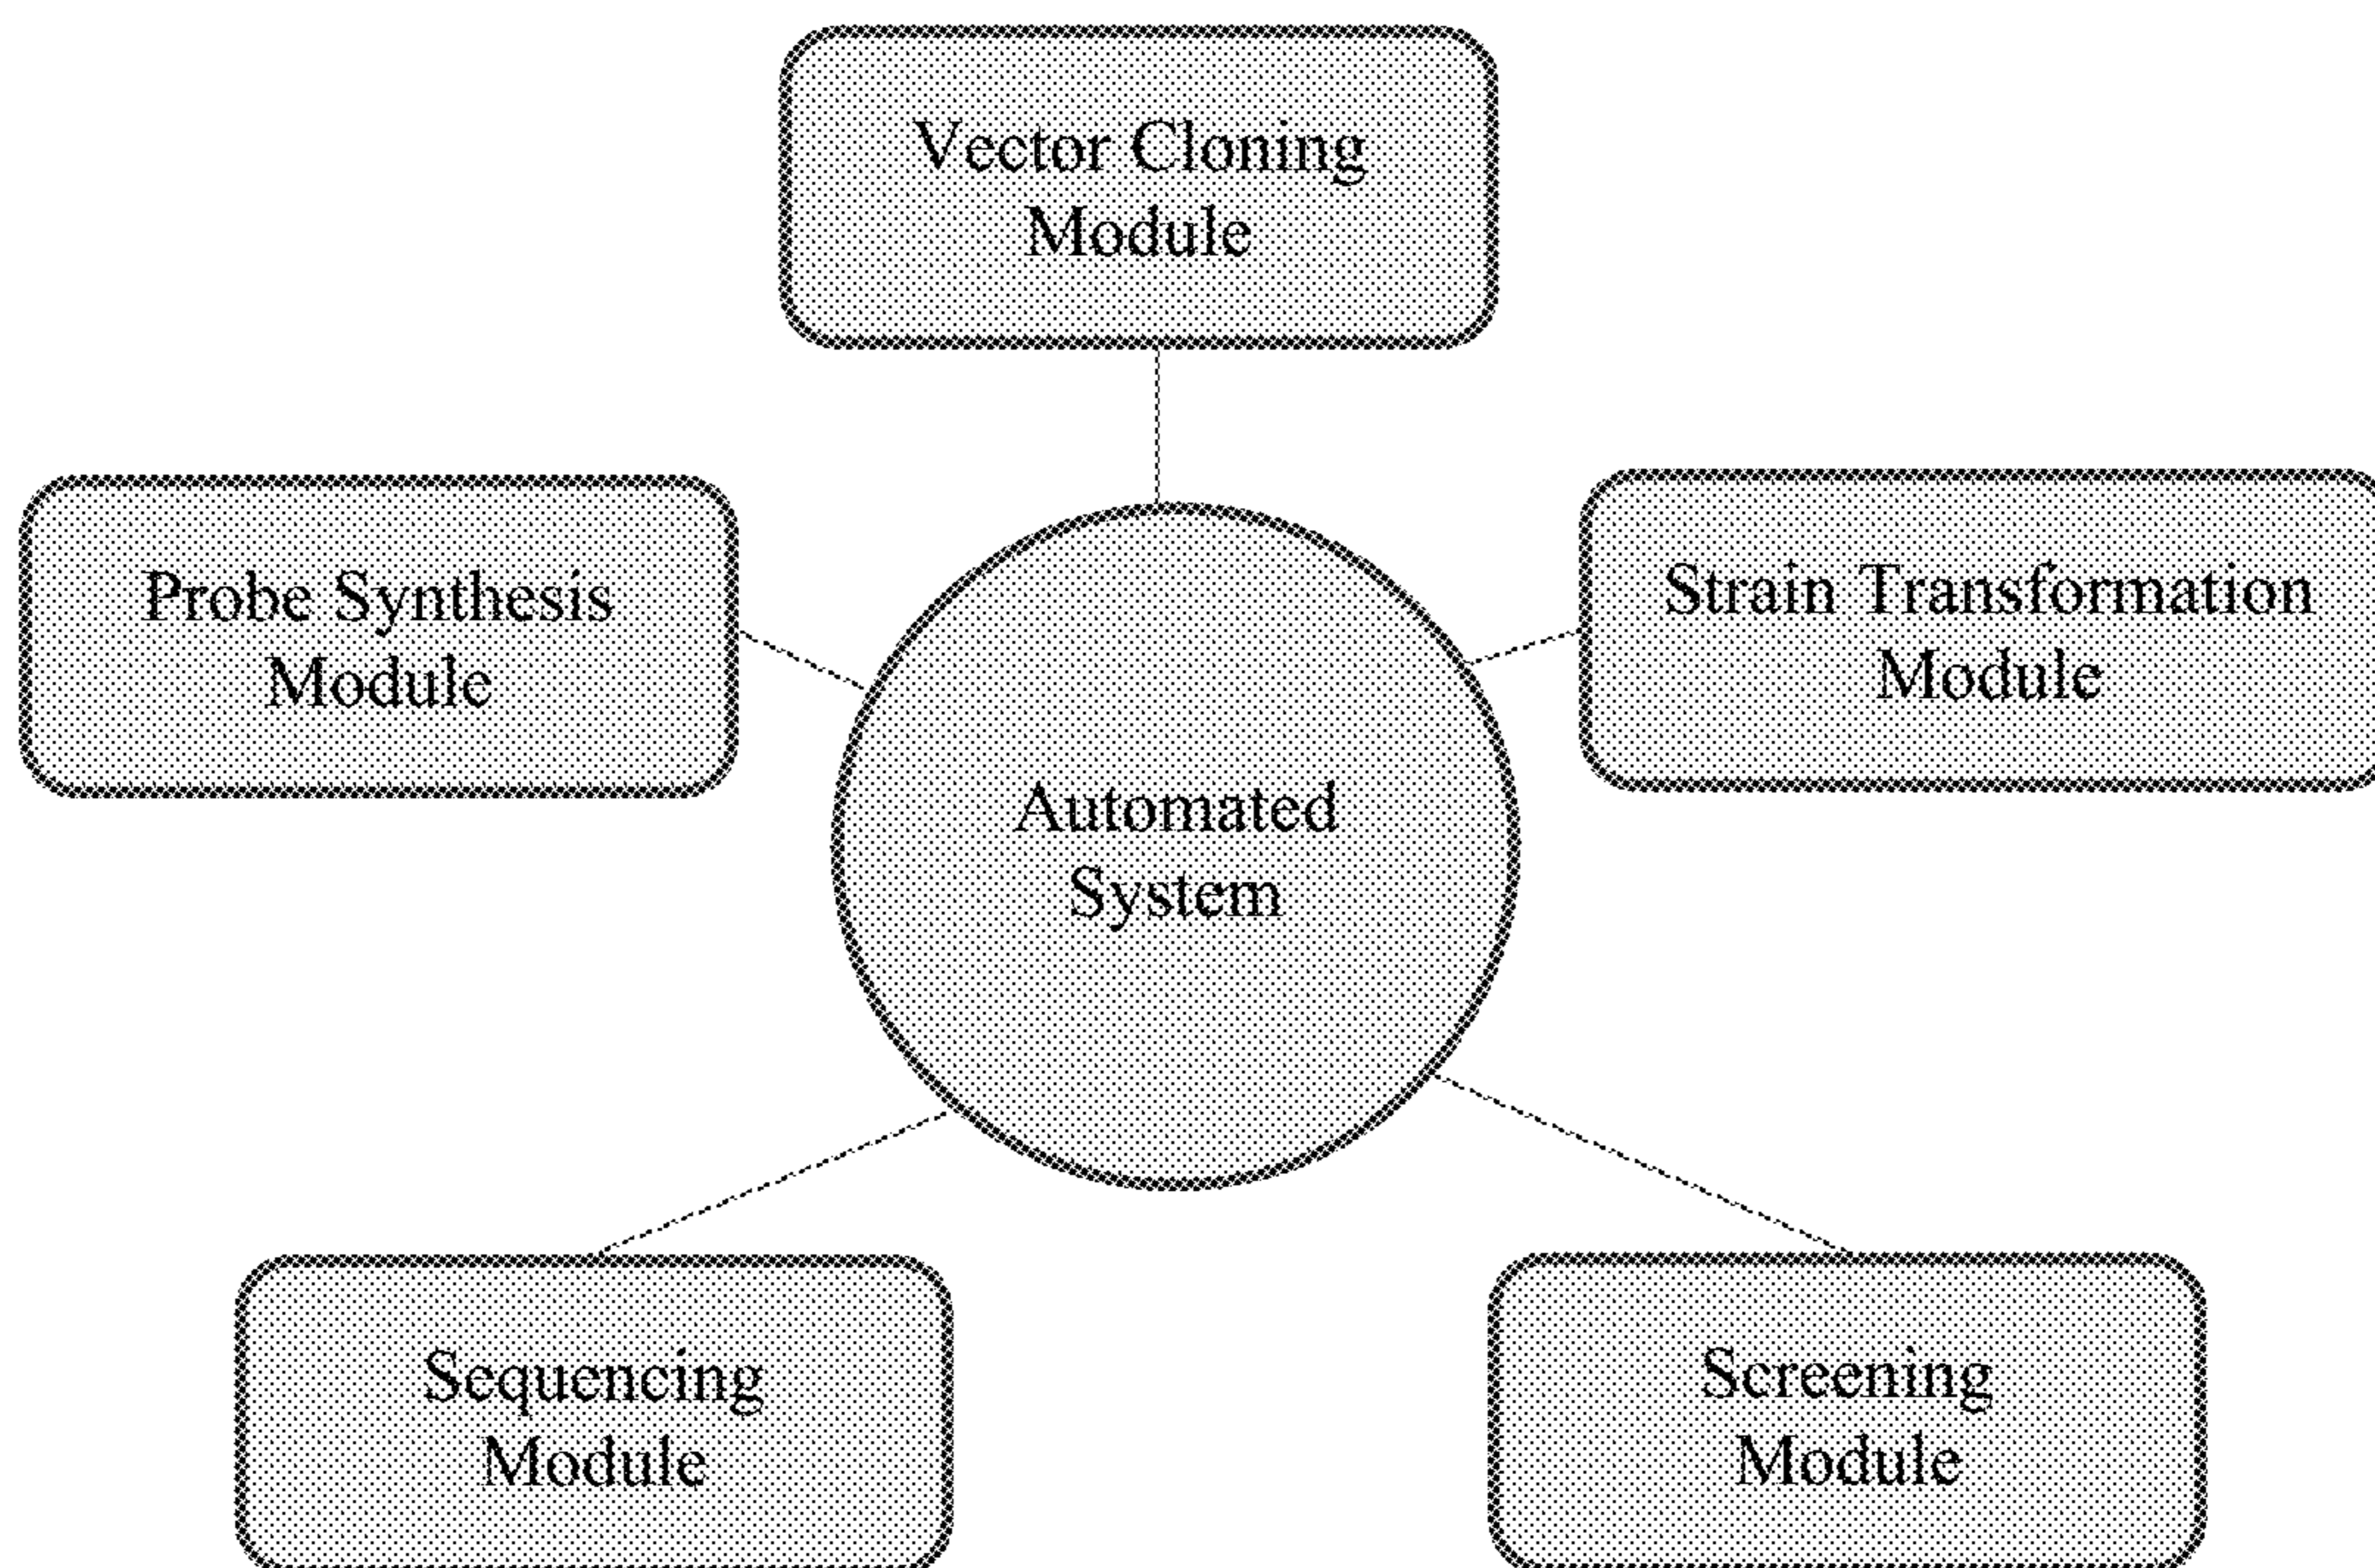 Vector Cloning
Module
Probe Synthesis
Module
Strain Transformation
Module
Automated
System
Sequencing
Module
Screening
Module